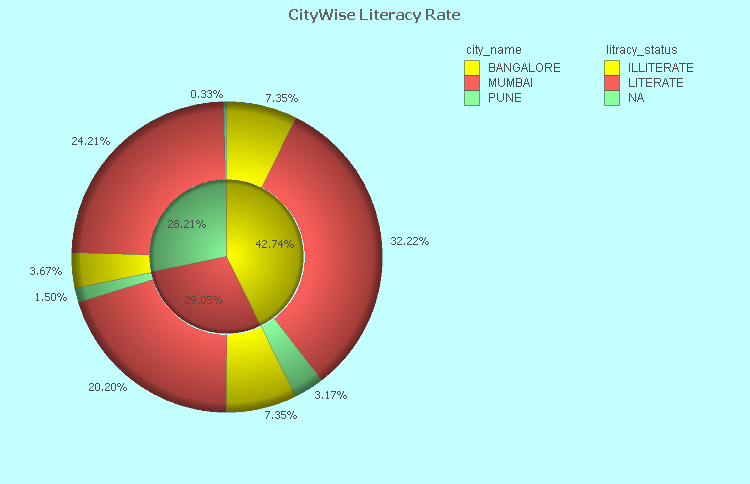 CityWise Literacy Rate
city_name
BANGALORE
MUMBAI
PUNE
litracy_status
ILLITERATE
LITERATE
NA
0.33%
7.35%
24.21%
28.21%
42.74%
32.22%
3.67%
1.50%
29.05%
20.20%
3.17%
7.35%